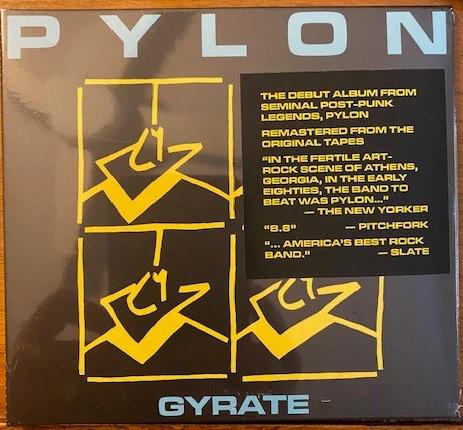 PYLON
THE DEBUT ALBUM FROM
SEMINAL POST-PUNK
LEGENDS, PYLON
REMASTERED FROM THE
ORIGINAL TAPES
"IN THE FERTILE ART-
ROCK SCENE OF ATHENS,
GEORGIA, IN THE EARLY
EIGHTIES, THE BAND TO
BEAT WAS PYLON..."
— THE NEW YORKER
"8.8" — PITCHFORK
"... AMERICA'S BEST ROCK
BAND." — SLATE
GYRATE